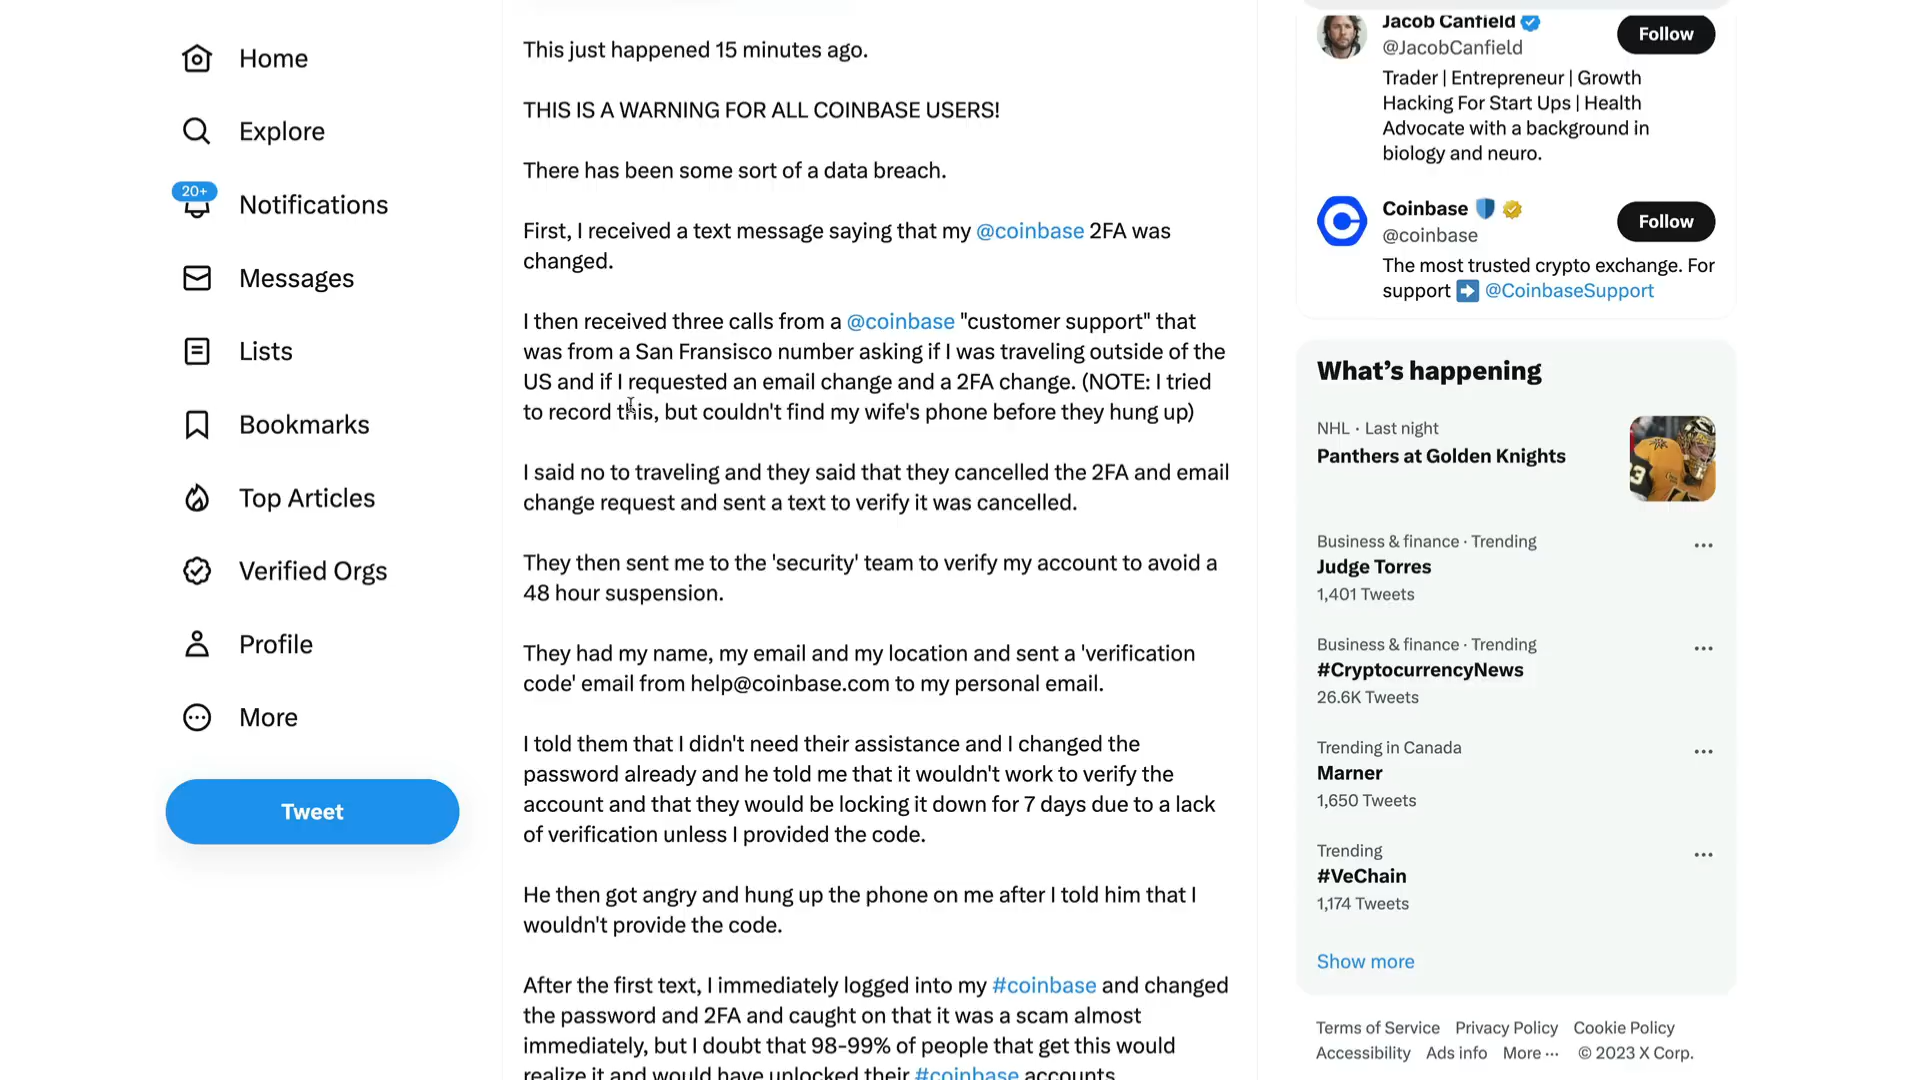 Home
Explore
20+
Notifications
Messages
Lists
Bookmarks
Top Articles
Verified Orgs
Profile
More
Tweet
This just happened 15 minutes ago.
THIS IS A WARNING FOR ALL COINBASE USERS!
There has been some sort of a data breach.
First, I received a text message saying that my @coinbase 2FA was
changed.
I then received three calls from a @coinbase "customer support" that
was from a San Fransisco number asking if I was traveling outside of the
US and if I requested an email change and a 2FA change. (NOTE: I tried
to record this, but couldn't find my wife's phone before they hung up)
I said no to traveling and they said that they cancelled the 2FA and email
change request and sent a text to verify it was cancelled.
They then sent me to the 'security' team to verify my account to avoid a
48 hour suspension.
They had my name, my email and my location and sent a 'verification
code' email from help@coinbase.com to my personal email.
I told them that I didn't need their assistance and I changed the
password already and he told me that it wouldn't work to verify the
account and that they would be locking it down for 7 days due to a lack
of verification unless I provided the code.
He then got angry and hung up the phone on me after I told him that I
wouldn't provide the code.
After the first text, I immediately logged into my #coinbase and changed
the password and 2FA and caught on that it was a scam almost
immediately, but I doubt that 98-99% of people that get this would
realize it and would have unlocked their #coinbase accounts.
Jacob Canfield
@JacobCanfield
Follow
Trader | Entrepreneur | Growth
Hacking For Start Ups | Health
Advocate with a background in
biology and neuro.
Coinbase
@coinbase
Follow
The most trusted crypto exchange. For
support ➡️ @CoinbaseSupport
What's happening
NHL · Last night
Panthers at Golden Knights
Business & finance · Trending
Judge Torres
1,401 Tweets
Business & finance · Trending
#CryptocurrencyNews
26.6K Tweets
Trending in Canada
Marner
1,650 Tweets
Trending
#VeChain
1,174 Tweets
Show more
Terms of Service Privacy Policy Cookie Policy
Accessibility Ads info More ··· © 2023 X Corp.